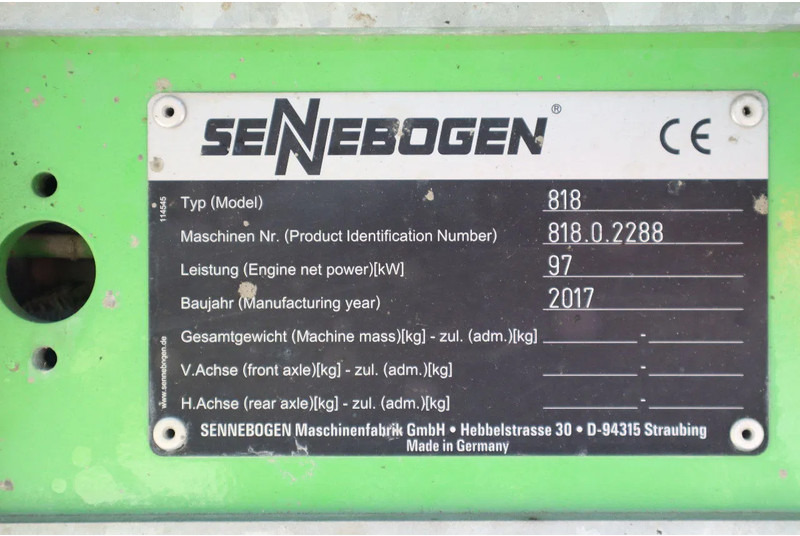 SENNEBOGEN® CE
Typ (Model) 818
Maschinen Nr. (Product Identification Number) 818.0.2288
Leistung (Engine net power)[kW] 97
Baujahr (Manufacturing year) 2017
Gesamtgewicht (Machine mass)[kg] - zul. (adm.)[kg] -
V.Achse (front axle)[kg] - zul. (adm.)[kg] -
H.Achse (rear axle)[kg] - zul. (adm.)[kg] -
SENNEBOGEN Maschinenfabrik GmbH • Hebbelstrasse 30 • D-94315 Straubing
Made in Germany
114545
www.sennebogen.de